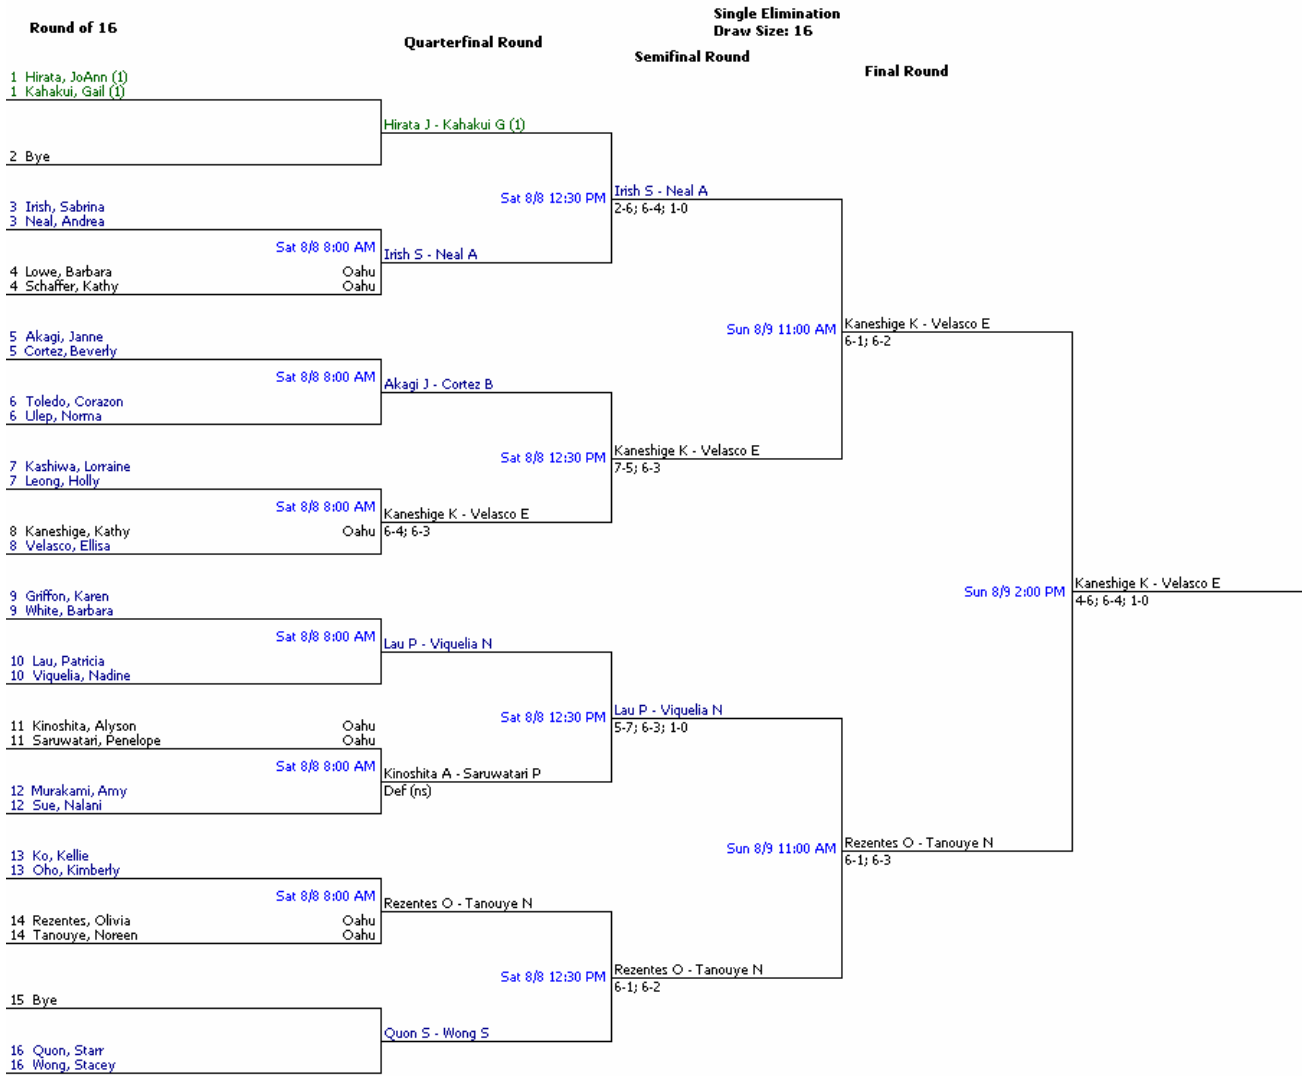 Single Elimination
Draw Size: 16
Round of 16
Quarterfinal Round
Semifinal Round
Final Round
1 Hirata, JoAnn (1)
1 Kahakui, Gail (1)
Hirata J - Kahakui G (1)
2 Bye
Sat 8/8 12:30 PM
Irish S - Neal A
2-6; 6-4; 1-0
3 Irish, Sabrina
3 Neal, Andrea
Sat 8/8 8:00 AM
Irish S - Neal A
4 Lowe, Barbara Oahu
4 Schaffer, Kathy Oahu
Sun 8/9 11:00 AM
Kaneshige K - Velasco E
6-1; 6-2
5 Akagi, Janne
5 Cortez, Beverly
Sat 8/8 8:00 AM
Akagi J - Cortez B
6 Toledo, Corazon
6 Ulep, Norma
Sat 8/8 12:30 PM
Kaneshige K - Velasco E
7-5; 6-3
7 Kashiwa, Lorraine
7 Leong, Holly
Sat 8/8 8:00 AM
Kaneshige K - Velasco E
6-4; 6-3
8 Kaneshige, Kathy Oahu
8 Velasco, Ellisa
Sun 8/9 2:00 PM
Kaneshige K - Velasco E
4-6; 6-4; 1-0
9 Griffon, Karen
9 White, Barbara
Sat 8/8 8:00 AM
Lau P - Viquelia N
10 Lau, Patricia
10 Viquelia, Nadine
Sat 8/8 12:30 PM
Lau P - Viquelia N
5-7; 6-3; 1-0
11 Kinoshita, Alyson Oahu
11 Saruwatari, Penelope Oahu
Sat 8/8 8:00 AM
Kinoshita A - Saruwatari P
Def (ns)
12 Murakami, Amy
12 Sue, Nalani
Sun 8/9 11:00 AM
Rezentes O - Tanouye N
6-1; 6-3
13 Ko, Kellie
13 Oho, Kimberly
Sat 8/8 8:00 AM
Rezentes O - Tanouye N
14 Rezentes, Olivia Oahu
14 Tanouye, Noreen Oahu
Sat 8/8 12:30 PM
Rezentes O - Tanouye N
6-1; 6-2
15 Bye
Quon S - Wong S
16 Quon, Starr
16 Wong, Stacey